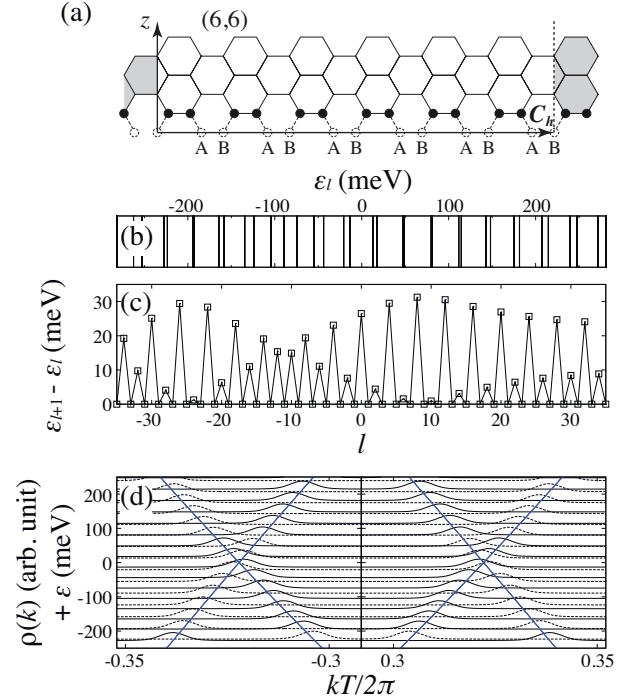 (a)
z
(6,6)
C_h
A B A B A B A B A B A B
ε_l (meV)
-200 -100 0 100 200
(b)
(c)
30
20
10
0
ε_{l+1} - ε_l (meV)
-30 -20 -10 0 10 20 30
l
(d)
200
100
0
-100
-200
ρ(k) (arb. unit)
+ ε (meV)
-0.35 -0.3 0.3 0.35
kT/2π